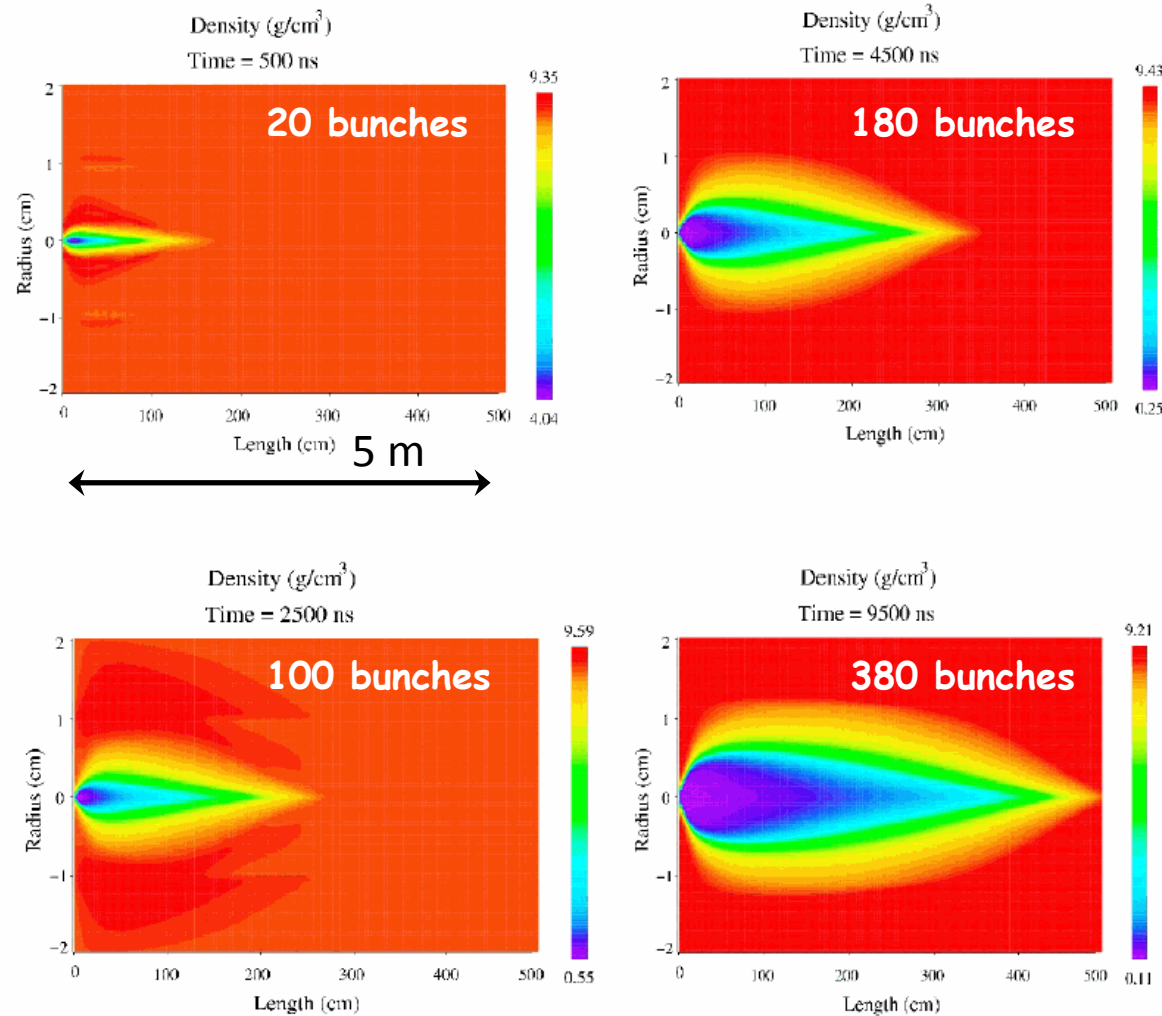 Density (g/cm³)
Time = 500 ns
9.35
20 bunches
2
1
0
−1
−2
Radius (cm)
4.04
0 100 200 300 400 500
Length (cm)
5 m
Density (g/cm³)
Time = 4500 ns
9.43
180 bunches
2
1
0
−1
−2
Radius (cm)
0.25
0 100 200 300 400 500
Length (cm)
Density (g/cm³)
Time = 2500 ns
9.59
100 bunches
2
1
0
−1
−2
Radius (cm)
0.55
0 100 200 300 400 500
Length (cm)
Density (g/cm³)
Time = 9500 ns
9.21
380 bunches
2
1
0
−1
−2
Radius (cm)
0.11
0 100 200 300 400 500
Length (cm)